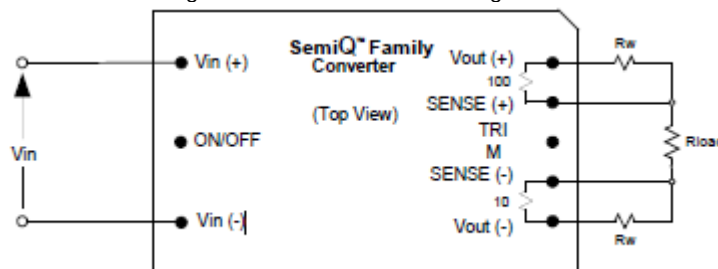 SemiQ™ Family
Converter
(Top View)
Vin (+)
ON/OFF
Vin (-)
Vin
Vout (+)
100
SENSE (+)
TRI
M
SENSE (-)
10
Vout (-)
Rw
Rload
Rw